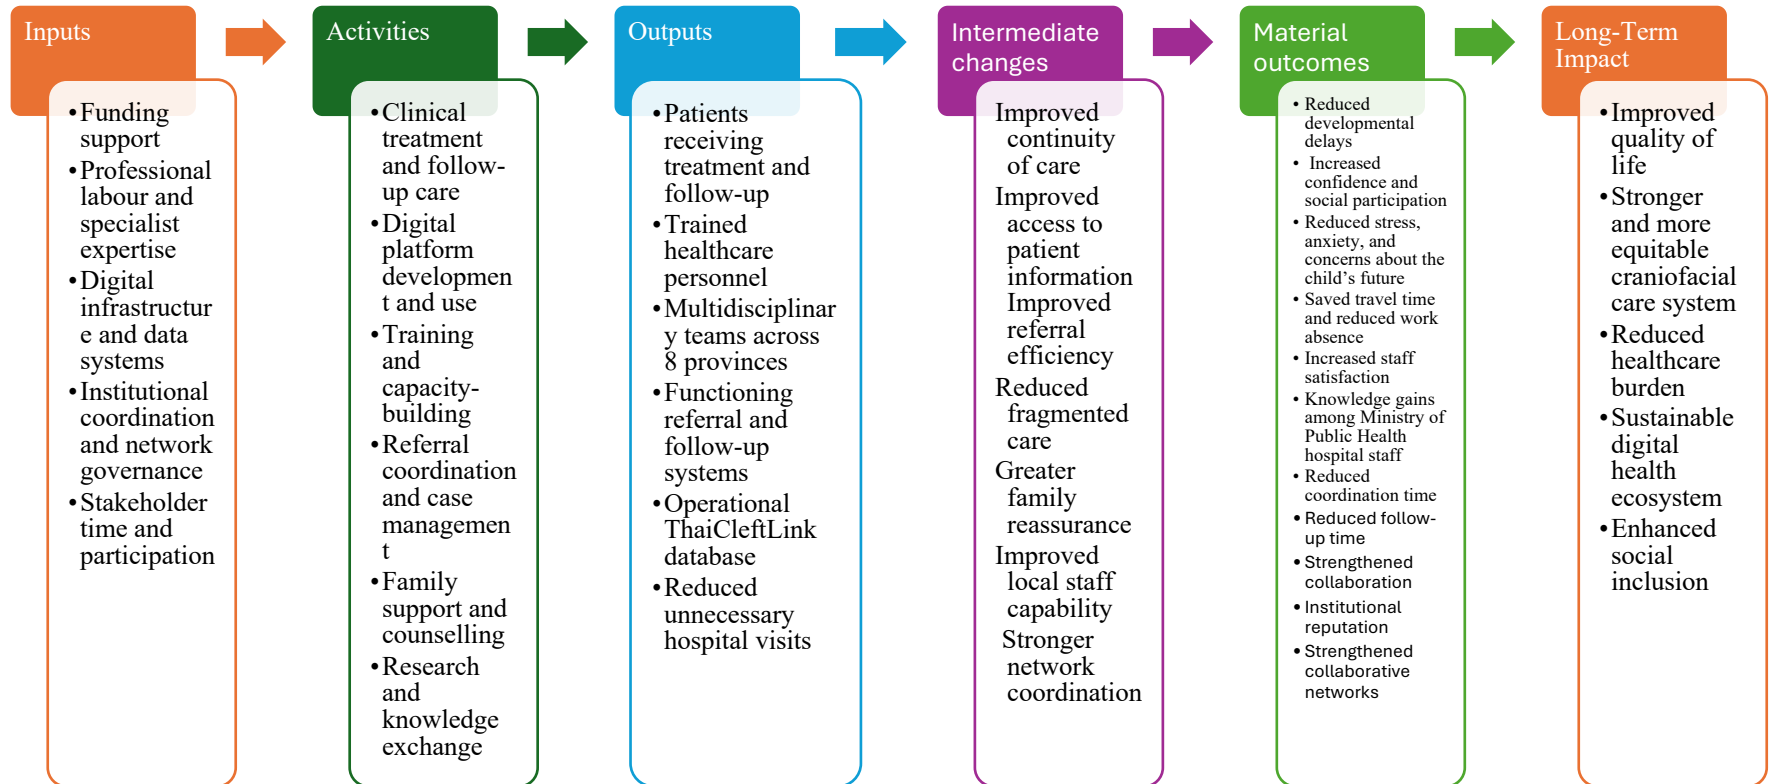 Inputs
•Funding
support
•Professional
labour and
specialist
expertise
•Digital
infrastructur
e and data
systems
•Institutional
coordination
and network
governance
•Stakeholder
time and
participation
Activities
•Clinical
treatment
and follow-
up care
•Digital
platform
developmen
t and use
•Training
and
capacity-
building
•Referral
coordination
and case
managemen
t
•Family
support and
counselling
•Research
and
knowledge
exchange
Outputs
•Patients
receiving
treatment and
follow-up
•Trained
healthcare
personnel
•Multidisciplinar
y teams across
8 provinces
•Functioning
referral and
follow-up
systems
•Operational
ThaiCleftLink
database
•Reduced
unnecessary
hospital visits
Intermediate
changes
Improved
continuity
of care
Improved
access to
patient
information
Improved
referral
efficiency
Reduced
fragmented
care
Greater
family
reassurance
Improved
local staff
capability
Stronger
network
coordination
Material
outcomes
• Reduced
developmental
delays
• Increased
confidence and
social participation
• Reduced stress,
anxiety, and
concerns about the
child’s future
• Saved travel time
and reduced work
absence
• Increased staff
satisfaction
• Knowledge gains
among Ministry of
Public Health
hospital staff
• Reduced
coordination time
• Reduced follow-
up time
• Strengthened
collaboration
• Institutional
reputation
• Strengthened
collaborative
networks
Long-Term
Impact
•Improved
quality of
life
•Stronger
and more
equitable
craniofacial
care system
•Reduced
healthcare
burden
•Sustainable
digital
health
ecosystem
•Enhanced
social
inclusion